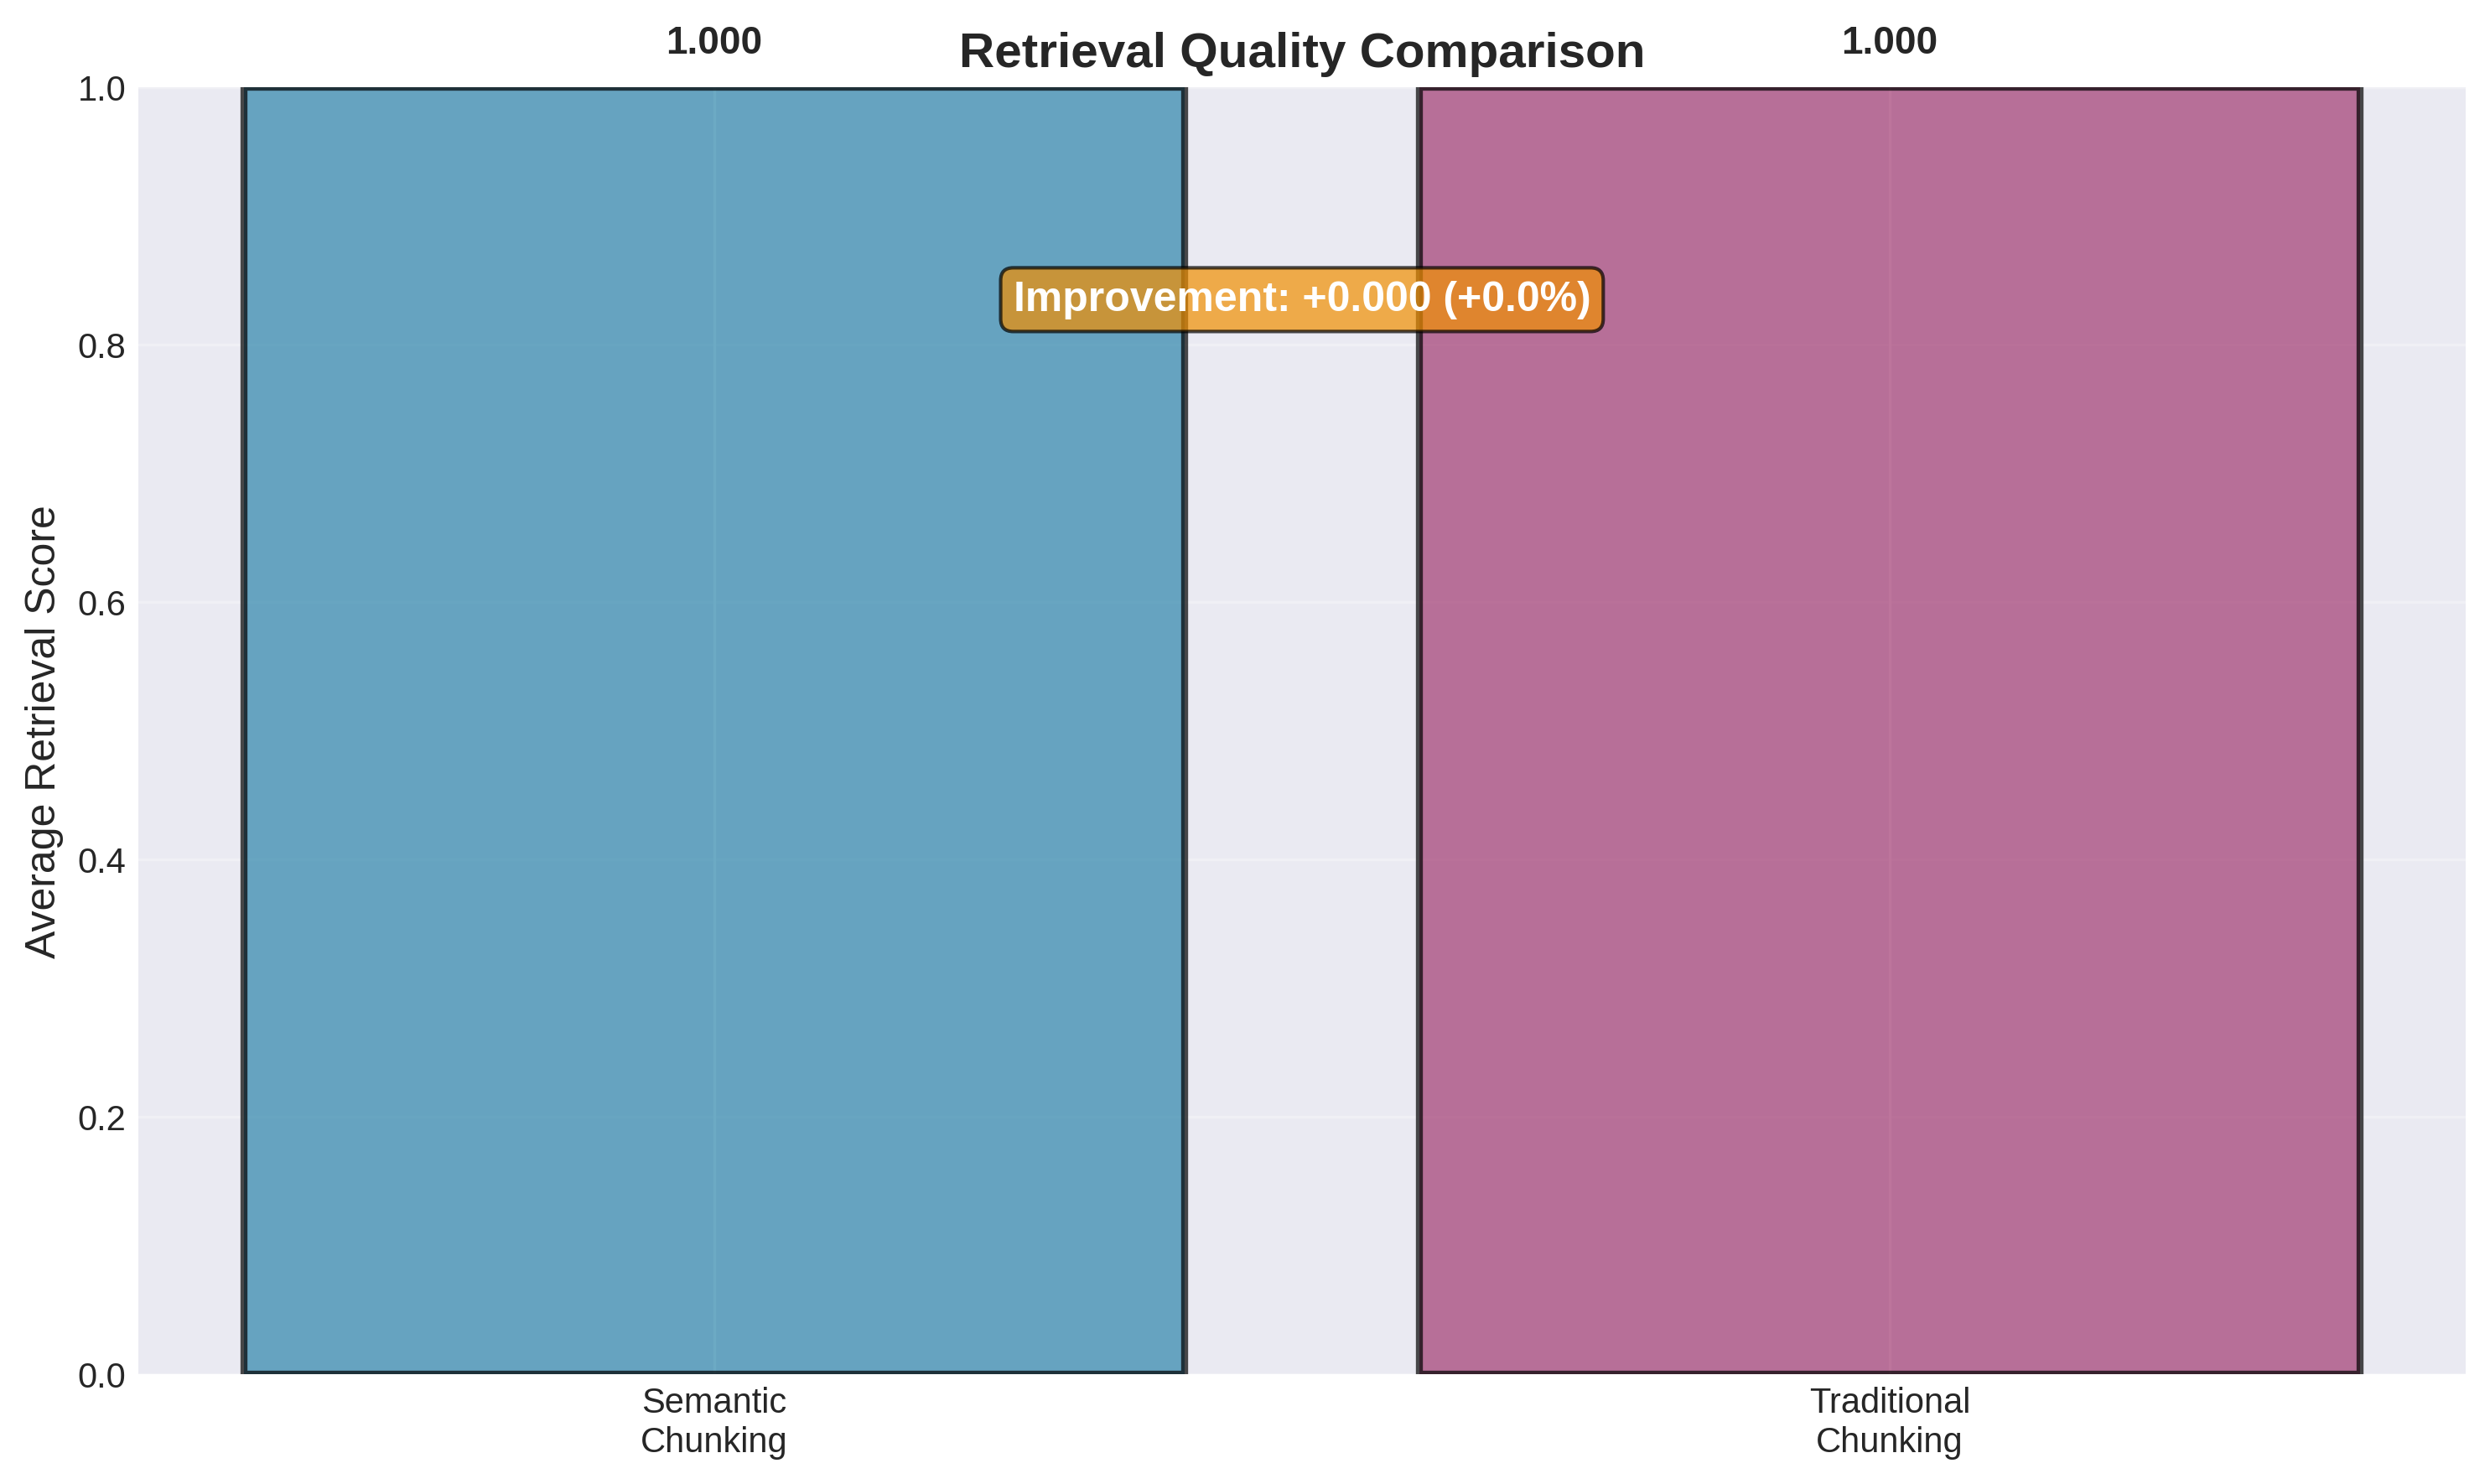 1.000
Retrieval Quality Comparison
1.000
1.0
0.8
0.6
0.4
0.2
0.0
Average Retrieval Score
Improvement: +0.000 (+0.0%)
Semantic
Chunking
Traditional
Chunking